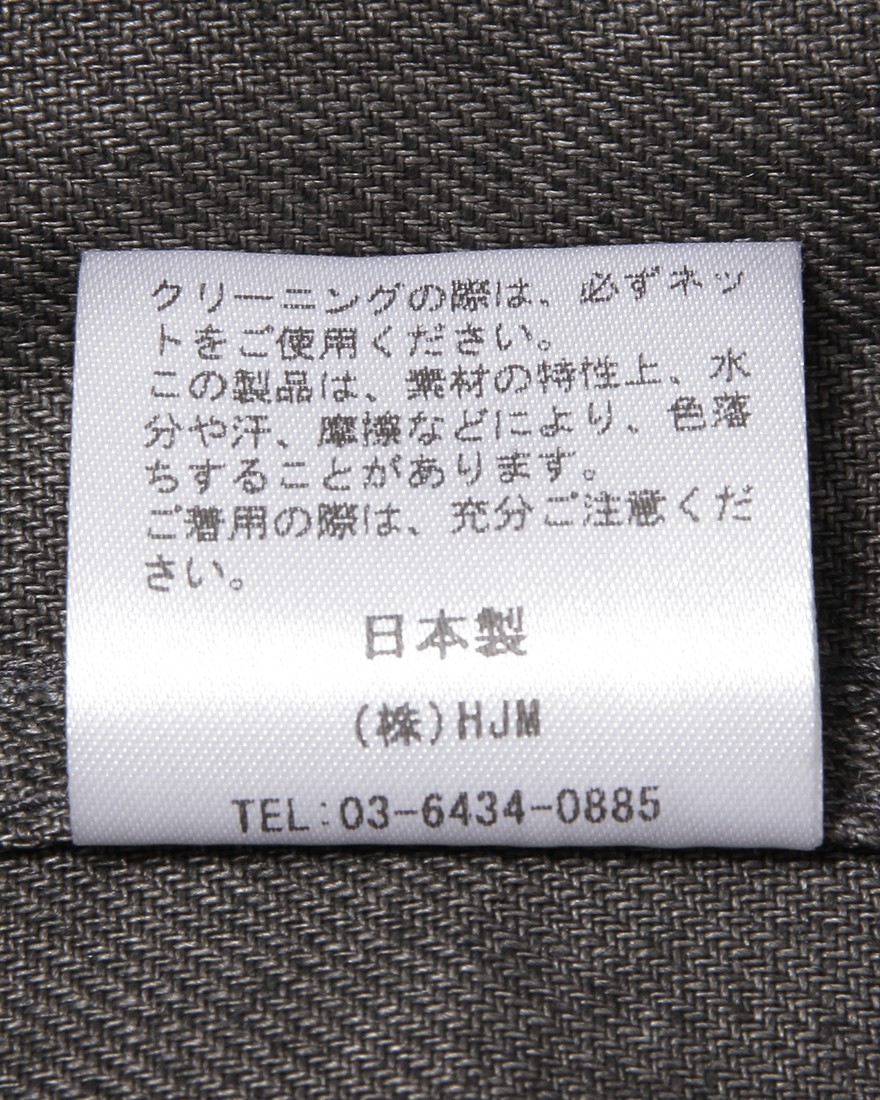 クリーニングの際は、必ずネッ
トをご使用ください。
この製品は、素材の特性上、水
分や汗、摩擦などにより、色落
ちすることがあります。
ご着用の際は、充分ご注意くだ
さい。
日本製
(株)HJM
TEL:03-6434-0885